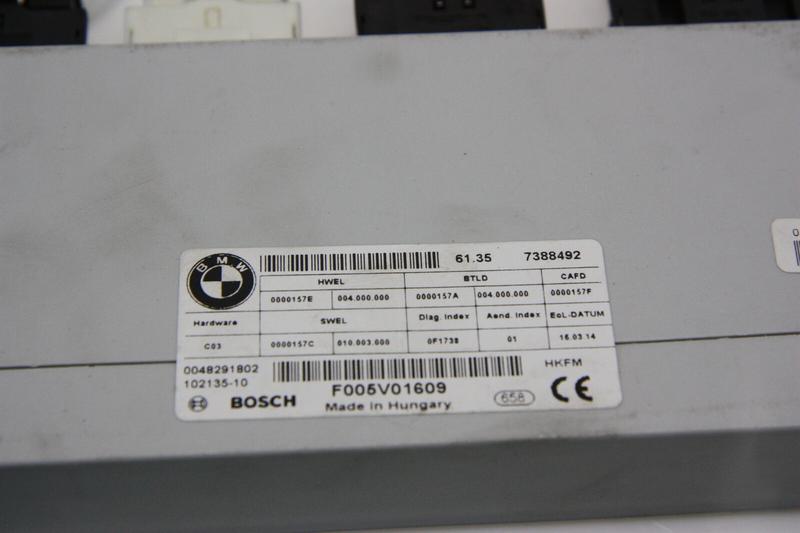 BMW
61.35 7388492
HWEL BTLD CAFD
0000157E 004.000.000 0000157A 004.000.000 0000157F
Hardware SWEL Diag. Index Aend. Index EoL-DATUM
C03 0000157C 010.003.000 0F1738 01 16.03.14
0048291802 HKFM
102135-10 F005V01609
BOSCH Made in Hungary 658 CE
0